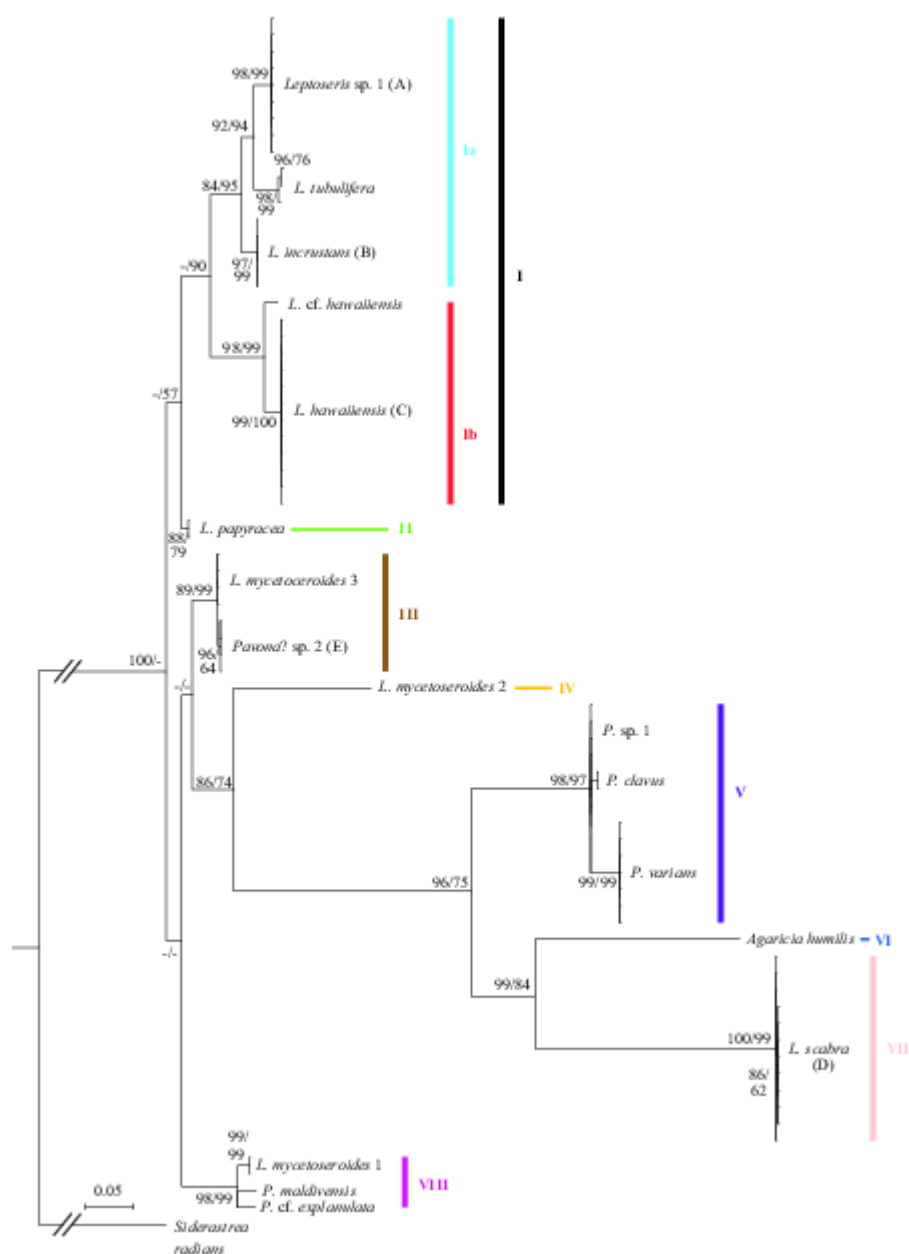 98/99
Leptoseris sp. 1 (A)
92/94
Ia
96/76
84/95
L. tubulifera
98/
99
L. incrustans (B)
97/
99
-/90
I
L. cf. hawaiiensis
98/99
-/57
99/100
L. hawaiiensis (C)
Ib
L. papyracea
II
88/
79
89/99
L. mycetoceroides 3
III
96/
64
Pavona? sp. 2 (E)
100/-
-/-
L. mycetoseroides 2
IV
P. sp. 1
86/74
98/97
P. clavus
V
96/75
99/99
P. varians
-/-
Agaricia humilis
VI
99/84
100/99
L. scabra
(D)
VII
86/
62
99/
99
L. mycetoseroides 1
VIII
98/99
P. maldivensis
0.05
P. cf. explanulata
Siderastrea
radians